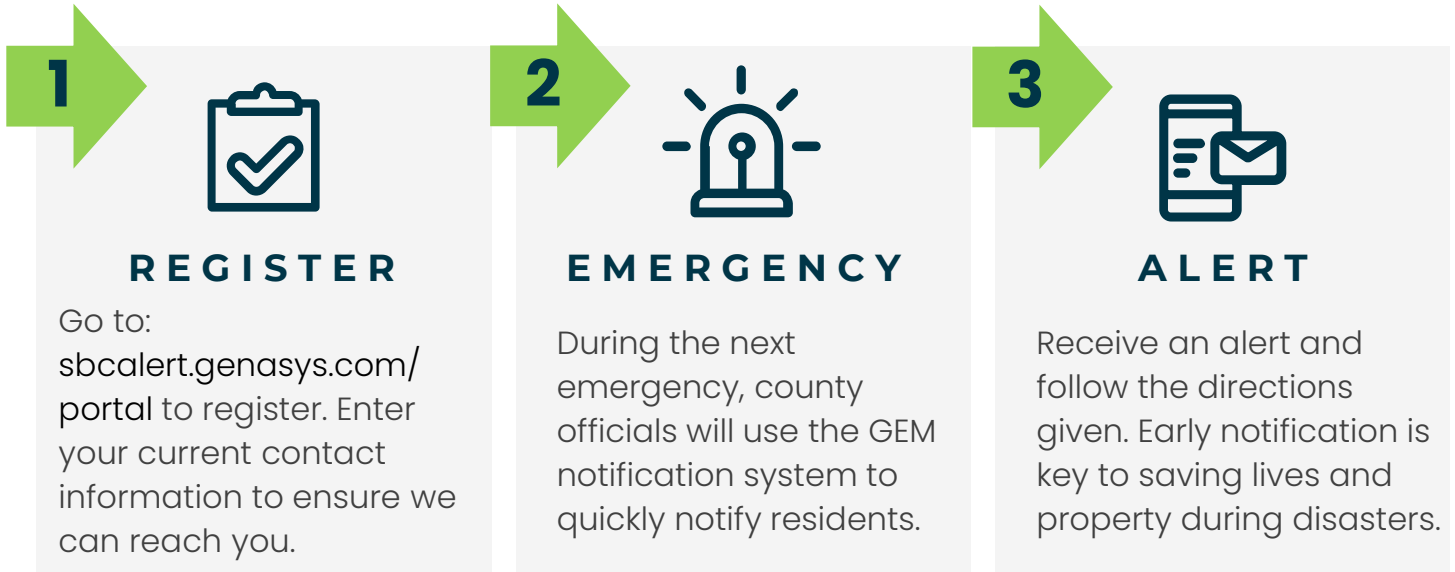 1
REGISTER
Go to:
sbcalert.genasys.com/
portal to register. Enter
your current contact
information to ensure we
can reach you.
2
EMERGENCY
During the next
emergency, county
officials will use the GEM
notification system to
quickly notify residents.
3
ALERT
Receive an alert and
follow the directions
given. Early notification is
key to saving lives and
property during disasters.